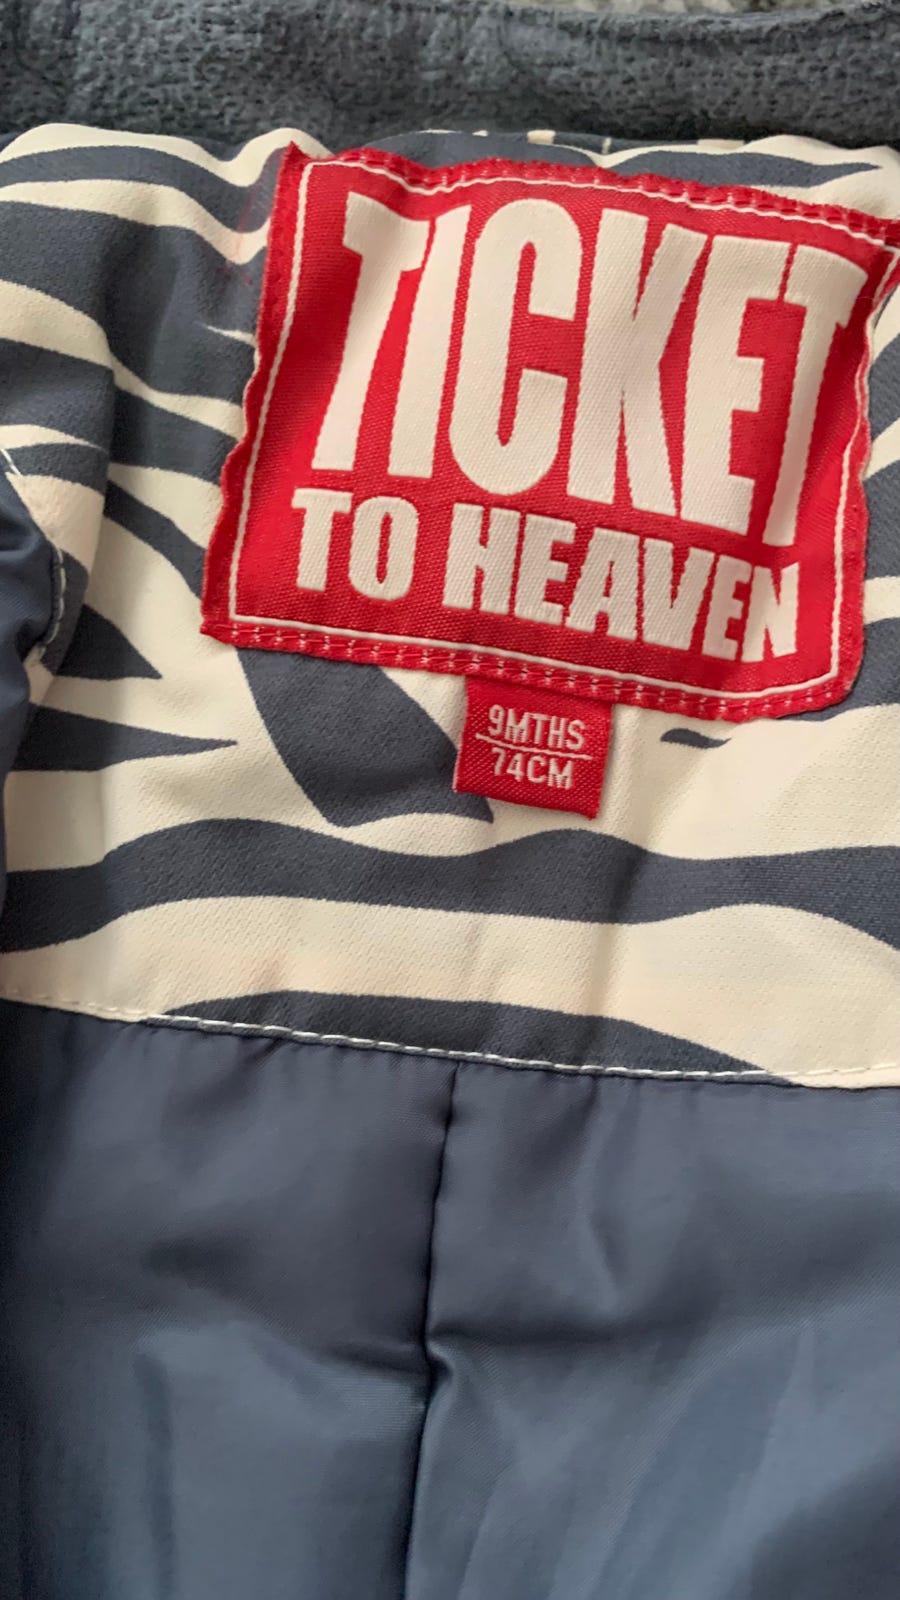 TICKET
TO HEAVEN
9MTHS
74CM